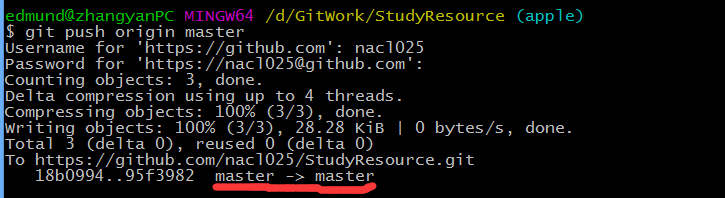 edmund@zhangyanPC MINGW64 /d/GitWork/StudyResource (apple)
$ git push origin master
Username for 'https://github.com': nacl025
Password for 'https://nacl025@github.com':
Counting objects: 3, done.
Delta compression using up to 4 threads.
Compressing objects: 100% (3/3), done.
Writing objects: 100% (3/3), 28.28 KiB | 0 bytes/s, done.
Total 3 (delta 0), reused 0 (delta 0)
To https://github.com/nacl025/StudyResource.git
   18b0994..95f3982  master -> master